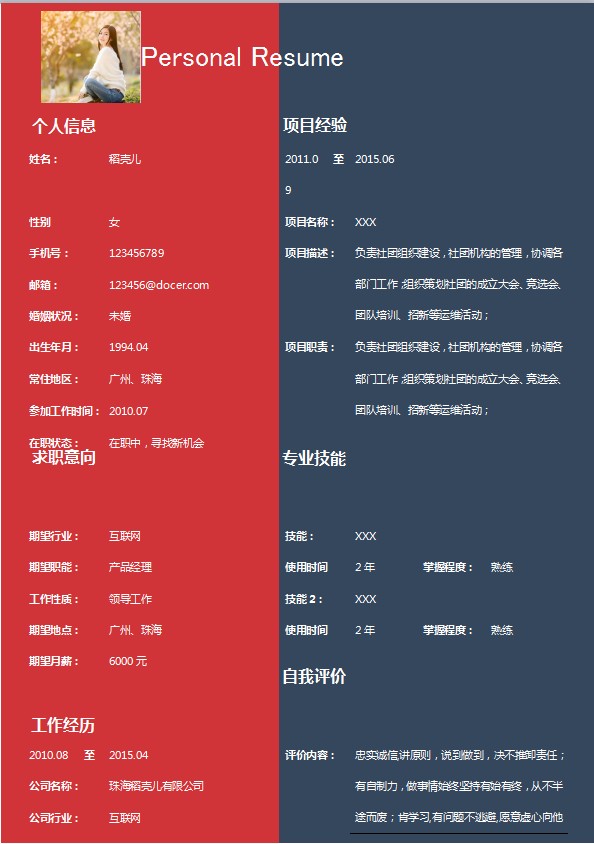 Personal Resume
个人信息
姓名： 稻壳儿
性别 女
手机号： 123456789
邮箱： 123456@docer.com
婚姻状况： 未婚
出生年月： 1994.04
常住地区： 广州、珠海
参加工作时间： 2010.07
在职状态： 在职中，寻找新机会
求职意向
期望行业： 互联网
期望职能： 产品经理
工作性质： 领导工作
期望地点： 广州、珠海
期望月薪： 6000 元
工作经历
2010.08 至 2015.04
公司名称： 珠海稻壳儿有限公司
公司行业： 互联网
项目经验
2011.0 至 2015.06
9
项目名称： XXX
项目描述： 负责社团组织建设，社团机构的管理，协调各
部门工作；组织策划社团的成立大会、竞选会、
团队培训、招新等运维活动；
项目职责： 负责社团组织建设，社团机构的管理，协调各
部门工作；组织策划社团的成立大会、竞选会、
团队培训、招新等运维活动；
专业技能
技能： XXX
使用时间 2 年 掌握程度： 熟练
技能 2： XXX
使用时间 2 年 掌握程度： 熟练
自我评价
评价内容： 忠实诚信,讲原则，说到做到，决不推卸责任；
有自制力，做事情始终坚持有始有终，从不半
途而废；肯学习,有问题不逃避,愿意虚心向他